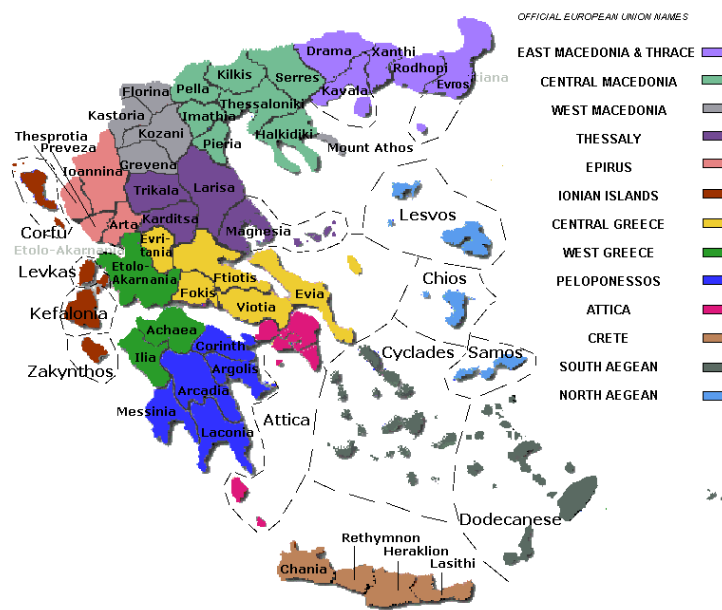 OFFICIAL EUROPEAN UNION NAMES
EAST MACEDONIA & THRACE
CENTRAL MACEDONIA
WEST MACEDONIA
THESSALY
EPIRUS
IONIAN ISLANDS
CENTRAL GREECE
WEST GREECE
PELOPONESSOS
ATTICA
CRETE
SOUTH AEGEAN
NORTH AEGEAN
Drama
Xanthi
Rodhopi
Evros
Kavala
Serres
Kilkis
Pella
Thessaloniki
Imathia
Pieria
Halkidiki
Mount Athos
Florina
Kastoria
Kozani
Grevena
Thesprotia
Preveza
Ioannina
Arta
Trikala
Larisa
Karditsa
Magnesia
Corfu
Etolo-Akarnania
Levkas
Kefalonia
Zakynthos
Evri-
tania
Etolo-
Akarnania
Ftiotis
Fokis
Viotia
Evia
Achaea
Ilia
Corinth
Argolis
Arcadia
Messinia
Laconia
Attica
Lesvos
Chios
Samos
Cyclades
Dodecanese
Chania
Rethymnon
Heraklion
Lasithi